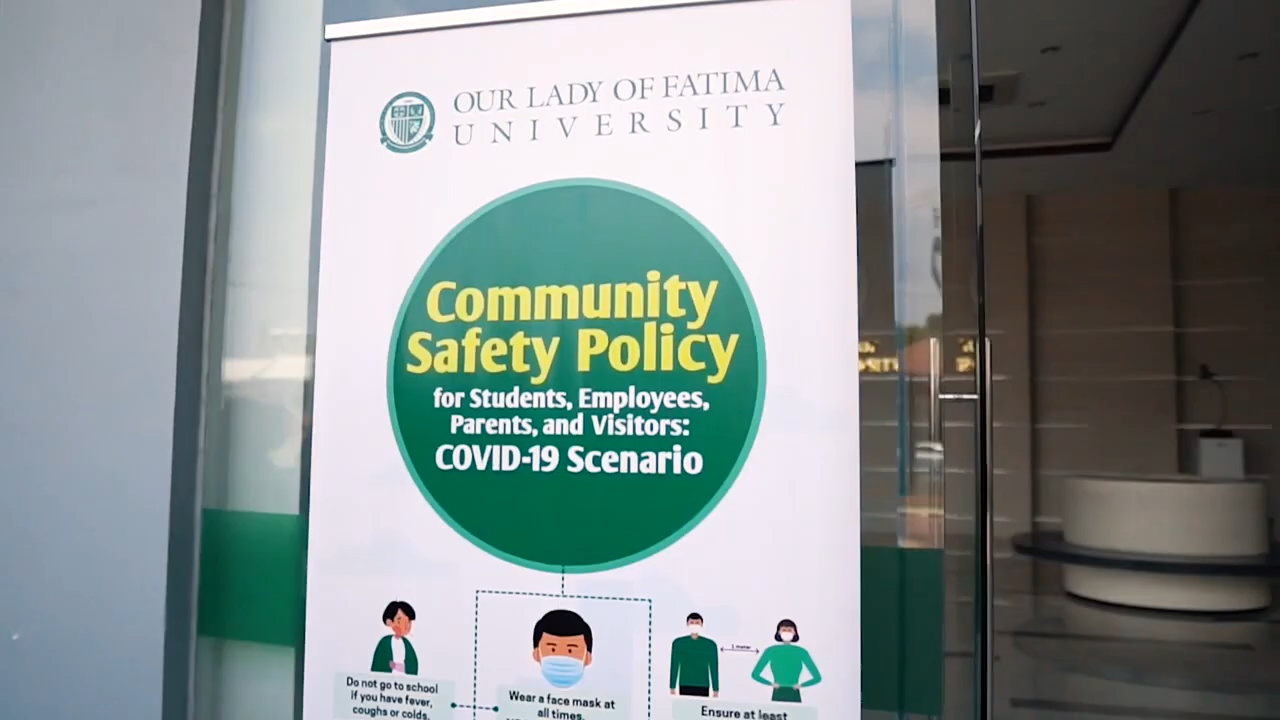 OUR LADY OF FATIMA
UNIVERSITY
Community
Safety Policy
for Students, Employees,
Parents, and Visitors:
COVID-19 Scenario
1 meter
Do not go to school
if you have fever,
coughs or colds.
Wear a face mask at
all times.
Ensure at least